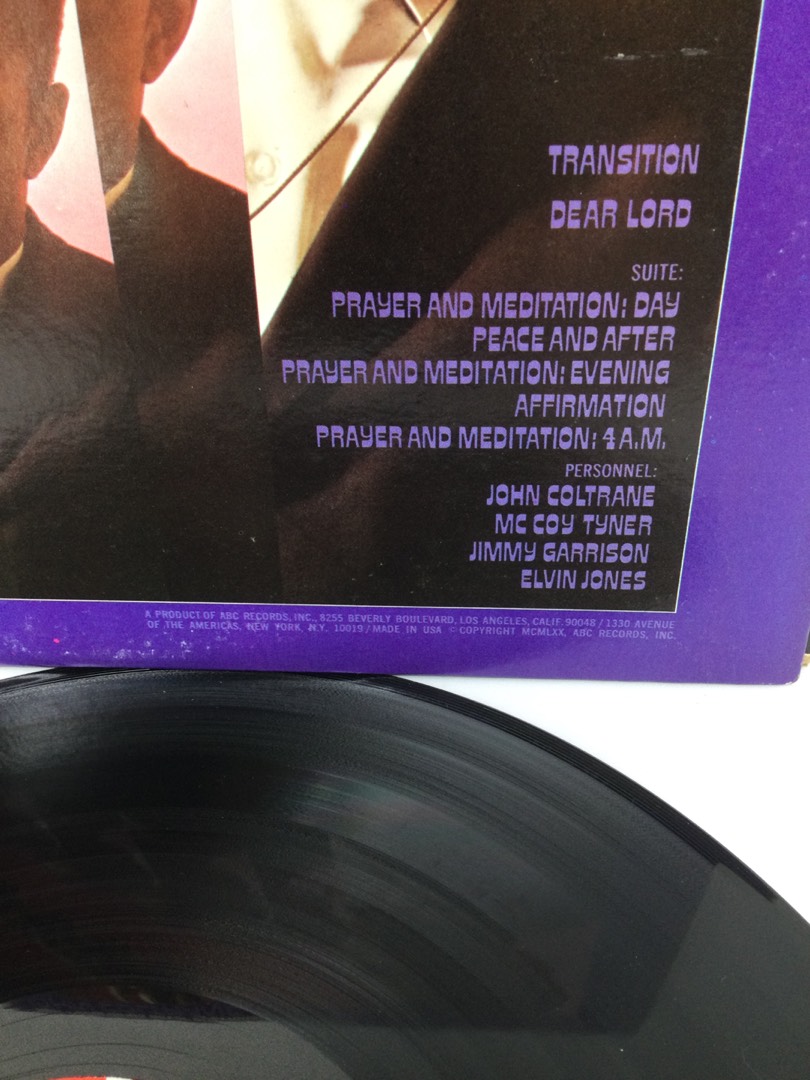 TRANSITION
DEAR LORD
SUITE:
PRAYER AND MEDITATION: DAY
PEACE AND AFTER
PRAYER AND MEDITATION: EVENING
AFFIRMATION
PRAYER AND MEDITATION: 4 A.M.
PERSONNEL:
JOHN COLTRANE
MC COY TYNER
JIMMY GARRISON
ELVIN JONES
A PRODUCT OF ABC RECORDS, INC., 8255 BEVERLY BOULEVARD, LOS ANGELES, CALIF. 90048 / 1330 AVENUE
OF THE AMERICAS, NEW YORK, N.Y. 10019 / MADE IN USA © COPYRIGHT MCMLXX, ABC RECORDS, INC.